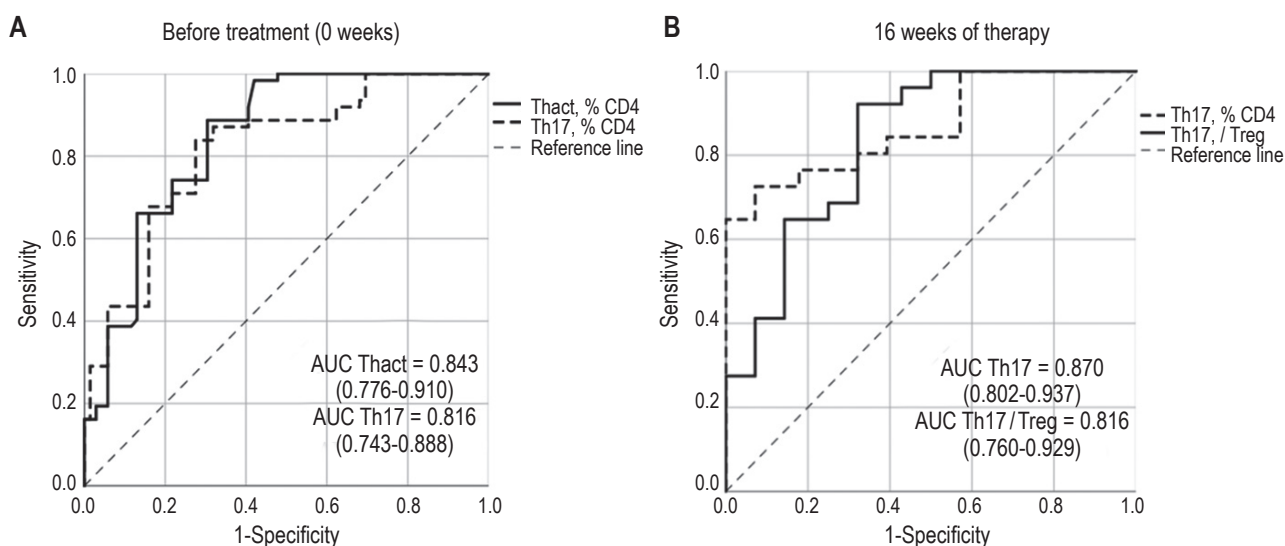 A
Before treatment (0 weeks)
1.0
0.8
0.6
0.4
0.2
0.0
Sensitivity
0.0
0.2
0.4
0.6
0.8
1.0
1-Specificity
Thact, % CD4
Th17, % CD4
Reference line
AUC Thact = 0.843
(0.776-0.910)
AUC Th17 = 0.816
(0.743-0.888)
B
16 weeks of therapy
1.0
0.8
0.6
0.4
0.2
0.0
Sensitivity
0.0
0.2
0.4
0.6
0.8
1.0
1-Specificity
Th17, % CD4
Th17, / Treg
Reference line
AUC Th17 = 0.870
(0.802-0.937)
AUC Th17/Treg = 0.816
(0.760-0.929)